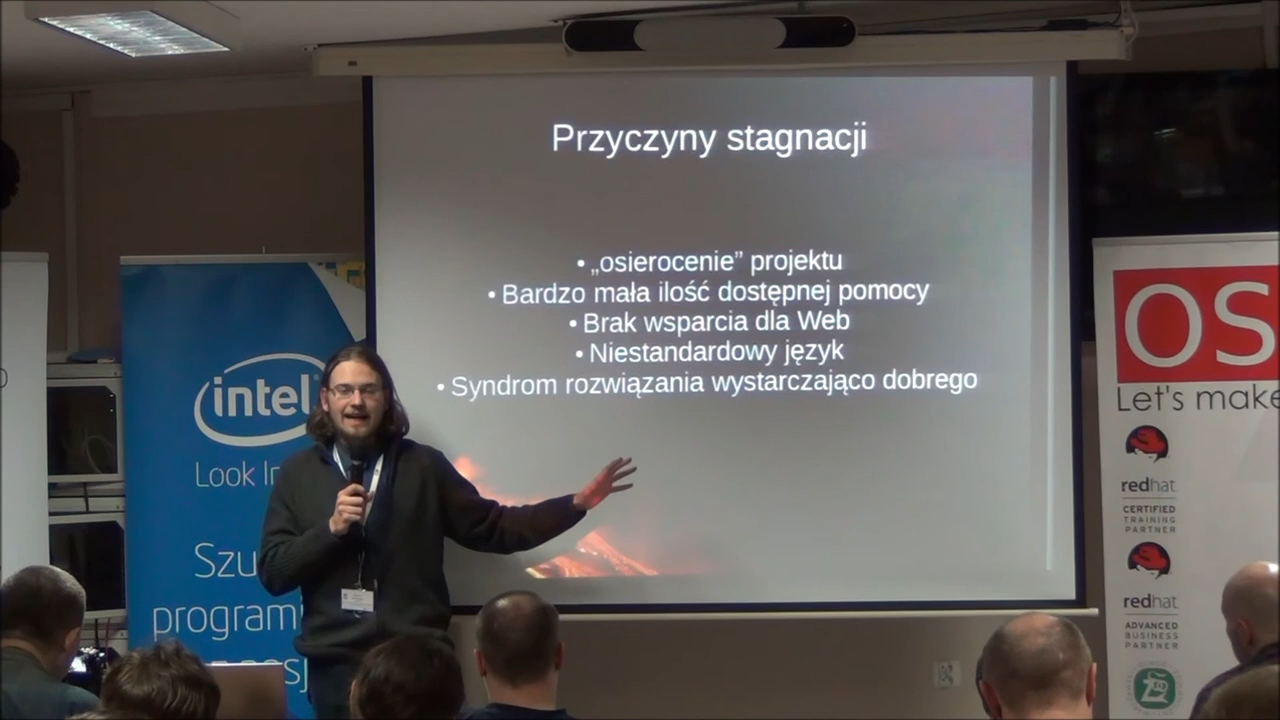 Przyczyny stagnacji
• „osierocenie” projektu
• Bardzo mała ilość dostępnej pomocy
• Brak wsparcia dla Web
• Niestandardowy język
• Syndrom rozwiązania wystarczająco dobrego
intel
Look
Szu
program
OS
Let's make
redhat
CERTIFIED
TRAINING
PARTNER
redhat
ADVANCED
BUSINESS
PARTNER